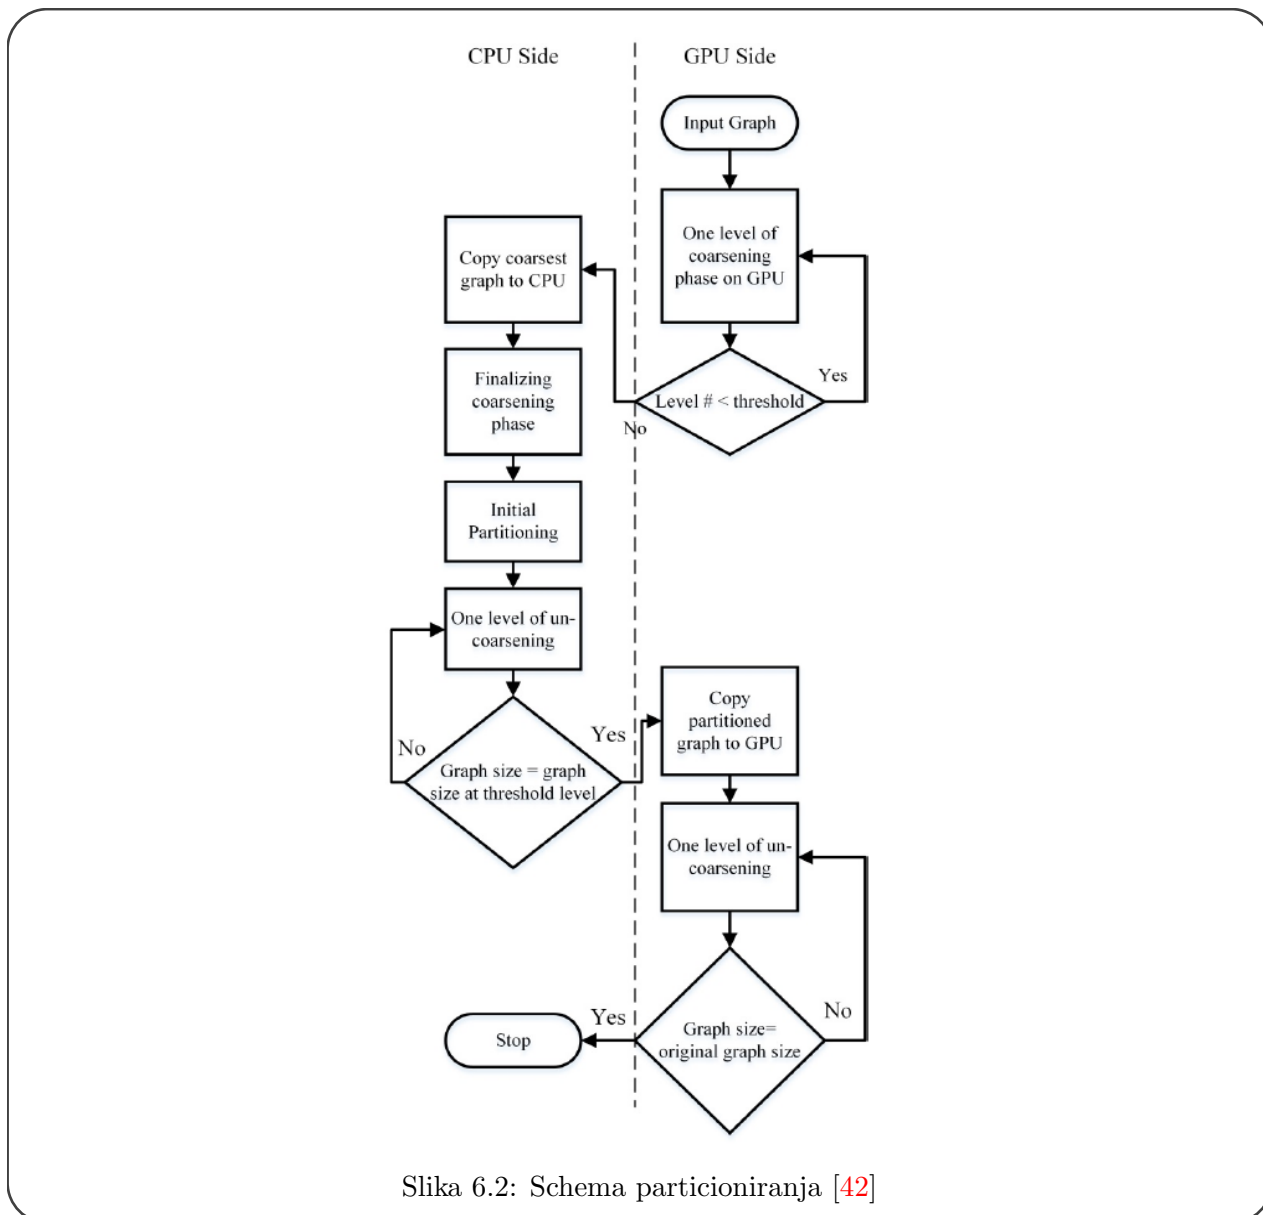 CPU Side
GPU Side
Input Graph
One level of
coarsening
phase on GPU
Level # < threshold
Yes
No
Copy coarsest
graph to CPU
Finalizing
coarsening
phase
Initial
Partitioning
One level of un-
coarsening
Graph size = graph
size at threshold level
No
Yes
Copy
partitioned
graph to GPU
One level of un-
coarsening
Graph size=
original graph size
No
Yes
Stop
Slika 6.2: Schema particioniranja [42]